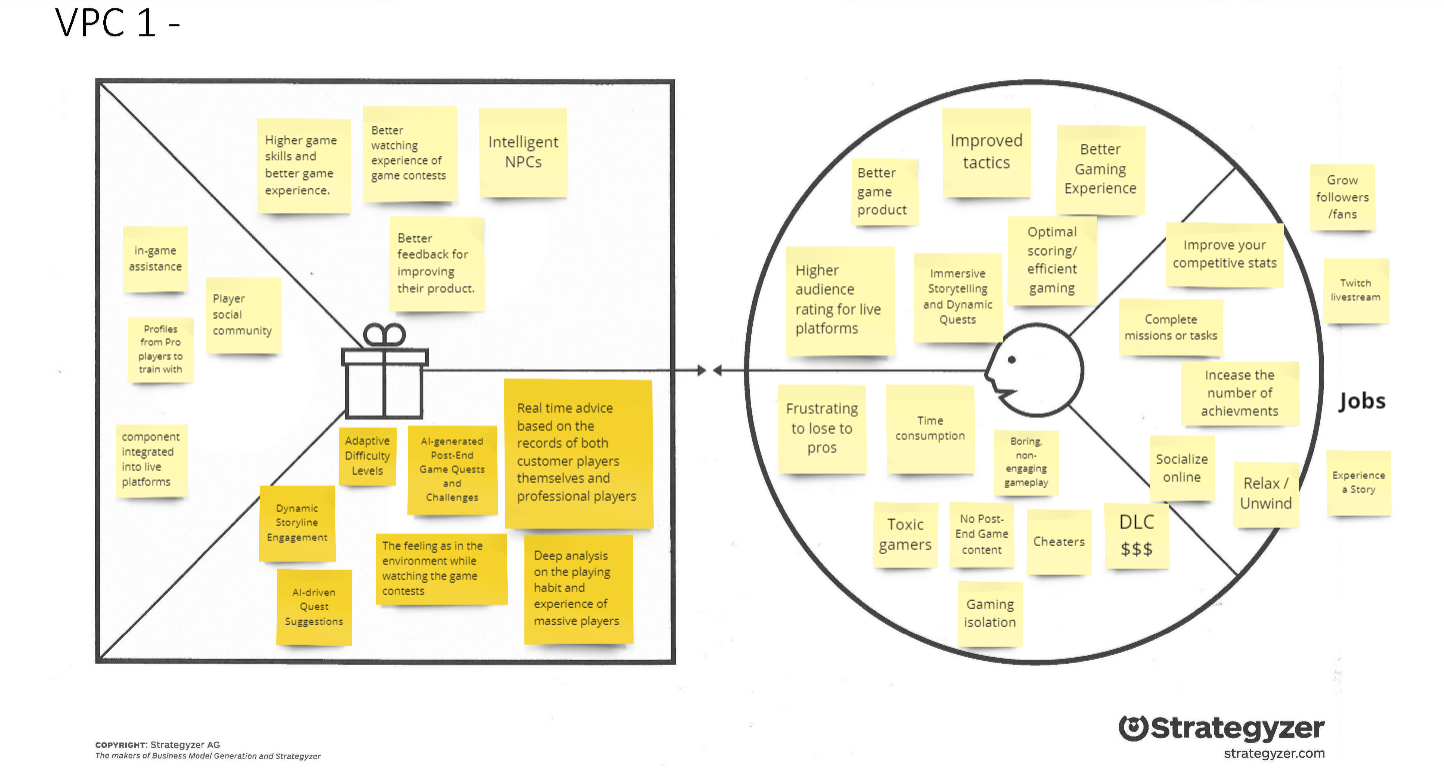 VPC 1 -
Higher game
skills and
better game
experience.
Better
watching
experience of
game contests
Intelligent
NPCs
Better
feedback for
improving
their product.
in-game
assistance
Player
social
community
Profiles
from Pro
players to
train with
component
integrated
into live
platforms
Adaptive
Difficulty
Levels
AI-generated
Post-End
Game Quests
and
Challenges
Real time advice
based on the
records of both
customer players
themselves and
professional players
Dynamic
Storyline
Engagement
The feeling as in the
environment while
watching the game
contests
Deep analysis
on the playing
habit and
experience of
massive players
AI-driven
Quest
Suggestions
Improved
tactics
Better
Gaming
Experience
Better
game
product
Optimal
scoring/
efficient
gaming
Higher
audience
rating for live
platforms
Immersive
Storytelling
and Dynamic
Quests
Improve your
competitive stats
Complete
missions or tasks
Incease the
number of
achievments
Socialize
online
Relax /
Unwind
Grow
followers
/fans
Twitch
livestream
Jobs
Experience
a Story
Frustrating
to lose to
pros
Time
consumption
Boring,
non-
engaging
gameplay
Toxic
gamers
No Post-
End Game
content
Cheaters
DLC
$$$
Gaming
isolation
COPYRIGHT: Strategyzer AG
The makers of Business Model Generation and Strategyzer
Strategyzer
strategyzer.com